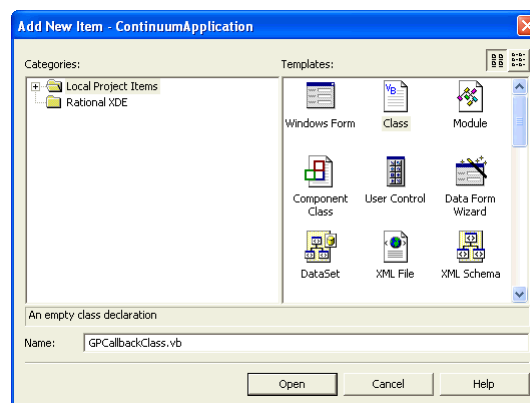 Add New Item - ContinuumApplication
Categories:
Templates:
Local Project Items
Rational XDE
Windows Form
VB
Class
Module
Component
Class
User Control
Data Form
Wizard
DataSet
XML File
XML Schema
An empty class declaration
Name:
GPCallbackClass.vb
Open
Cancel
Help